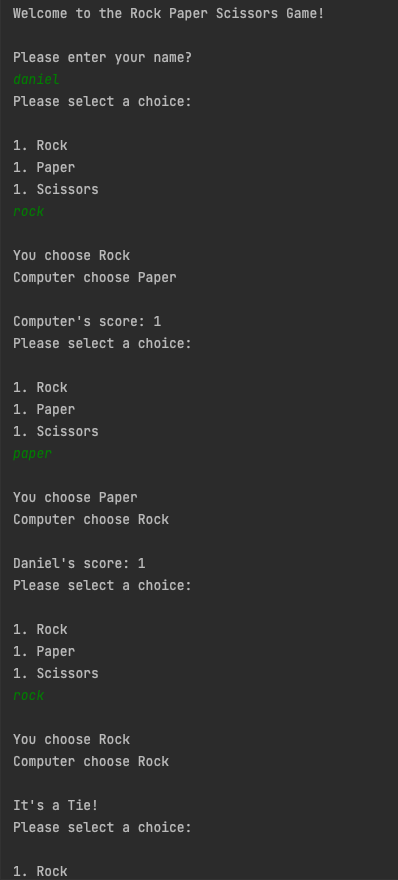 Welcome to the Rock Paper Scissors Game!
Please enter your name?
daniel
Please select a choice:
1. Rock
1. Paper
1. Scissors
rock
You choose Rock
Computer choose Paper
Computer's score: 1
Please select a choice:
1. Rock
1. Paper
1. Scissors
paper
You choose Paper
Computer choose Rock
Daniel's score: 1
Please select a choice:
1. Rock
1. Paper
1. Scissors
rock
You choose Rock
Computer choose Rock
It's a Tie!
Please select a choice:
1. Rock